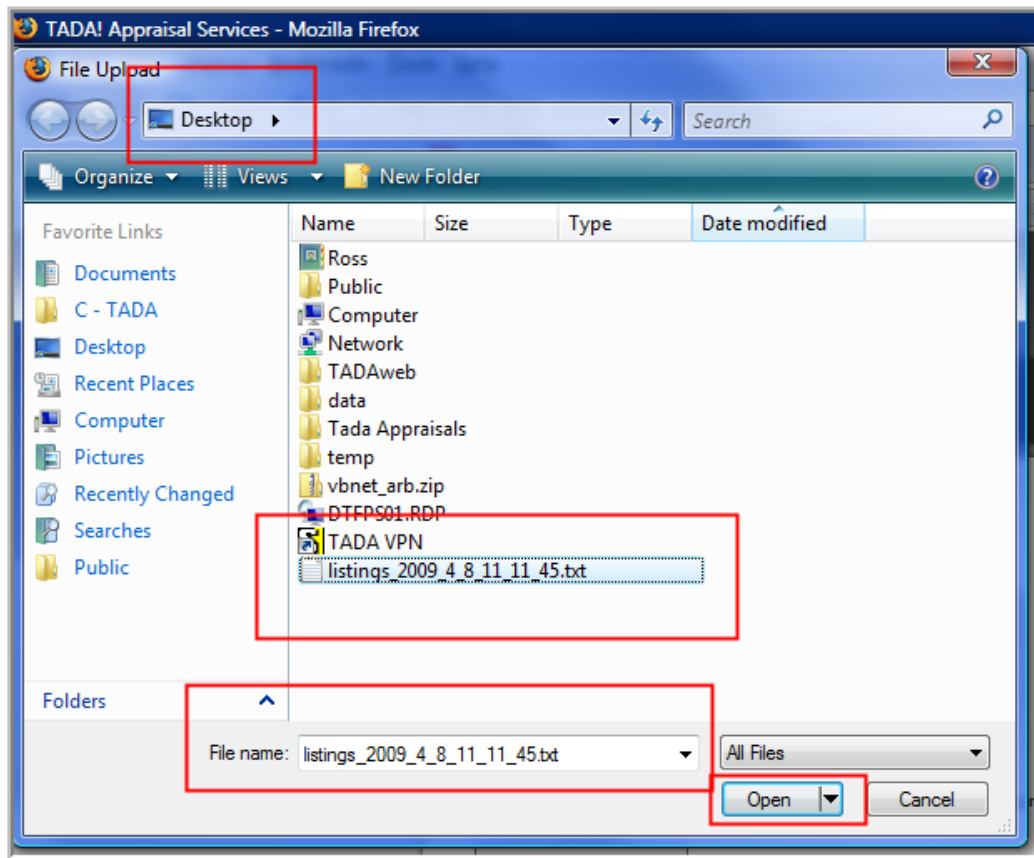 TADA! Appraisal Services - Mozilla Firefox
File Upload
Desktop
Search
Organize Views New Folder
Favorite Links
Documents
C - TADA
Desktop
Recent Places
Computer
Pictures
Recently Changed
Searches
Public
Folders
Name Size Type Date modified
Ross
Public
Computer
Network
TADAweb
data
Tada Appraisals
temp
vbnet_arb.zip
DTFPS01.RDP
TADA VPN
listings_2009_4_8_11_11_45.txt
File name: listings_2009_4_8_11_11_45.txt All Files
Open Cancel